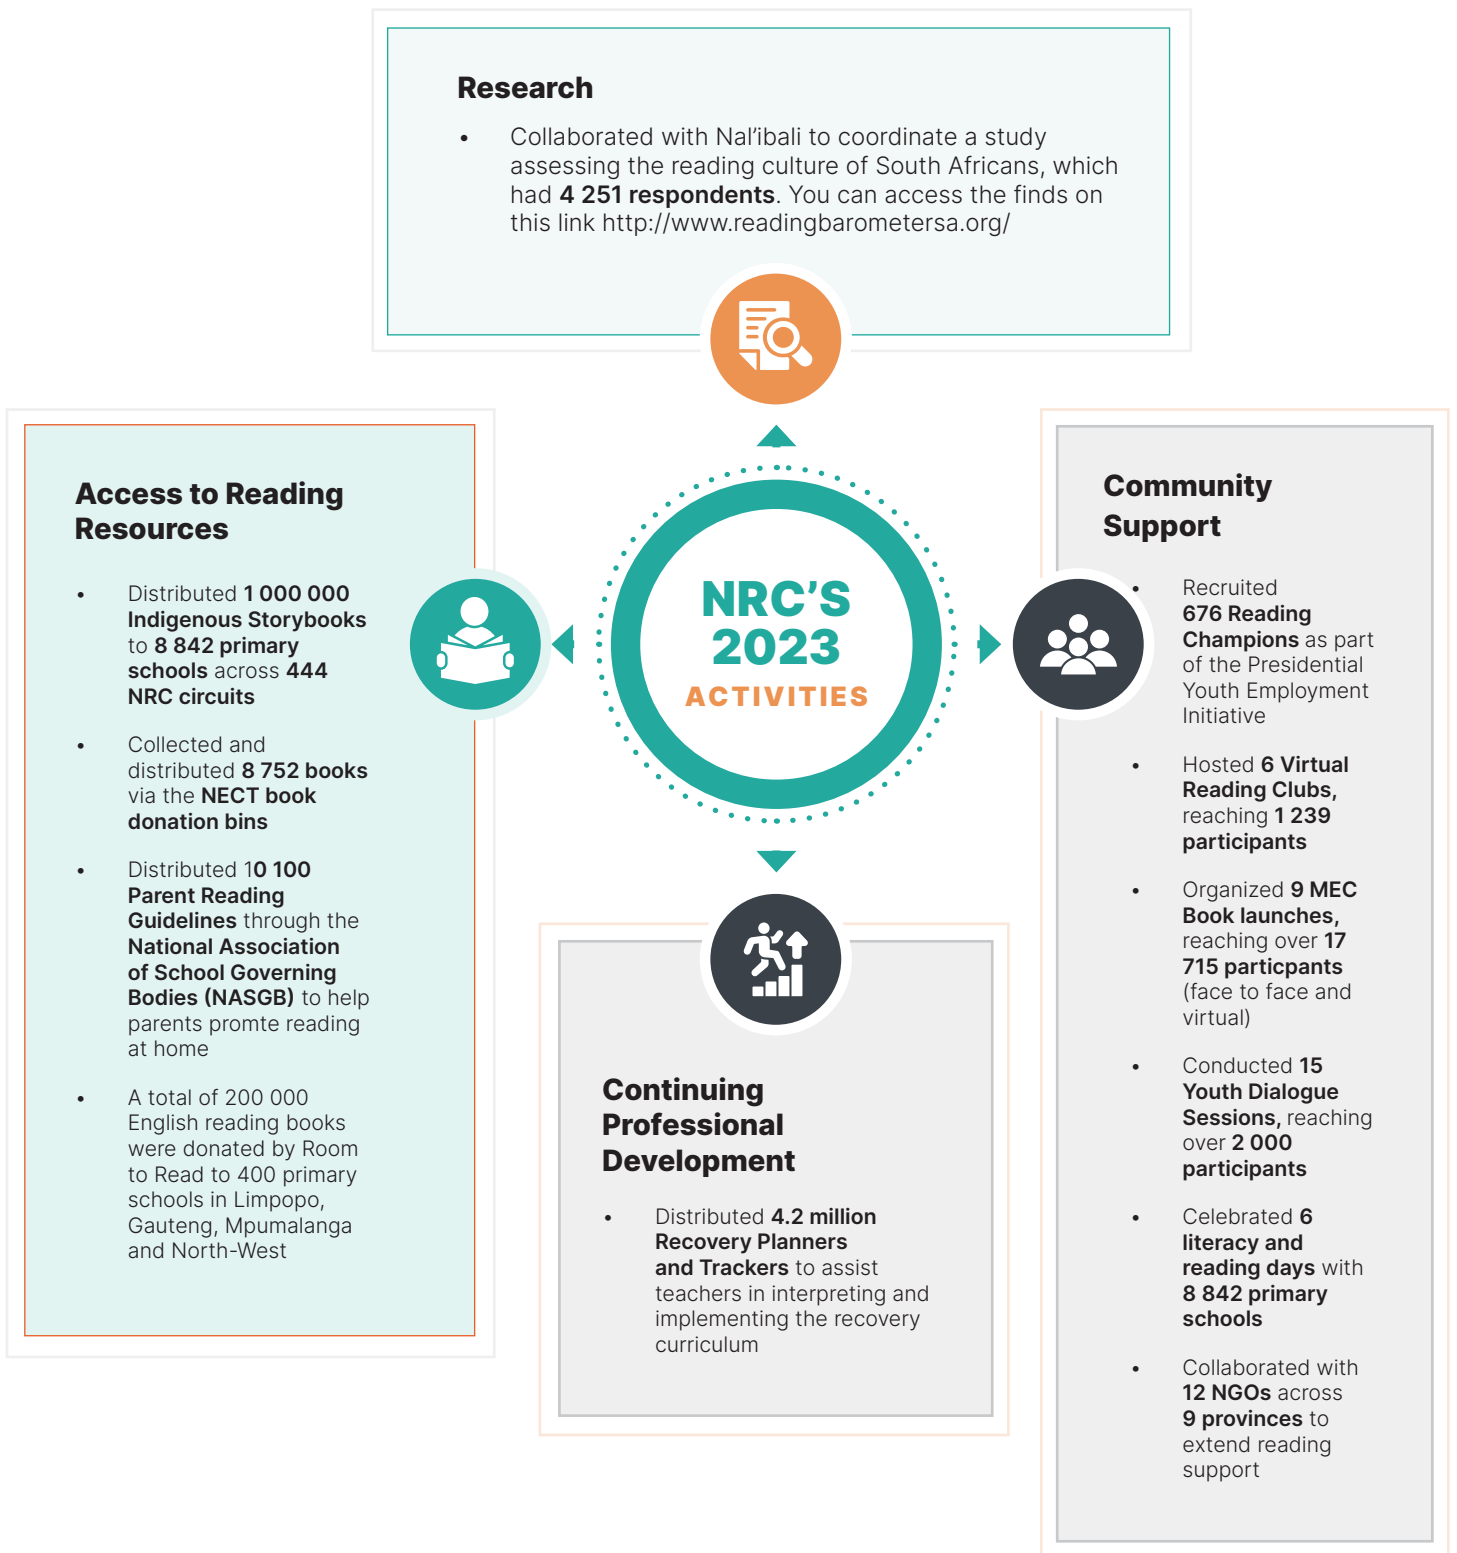 Research
• Collaborated with Nal'ibali to coordinate a study
assessing the reading culture of South Africans, which
had 4 251 respondents. You can access the finds on
this link http://www.readingbarometersa.org/
Access to Reading
Resources
• Distributed 1 000 000
Indigenous Storybooks
to 8 842 primary
schools across 444
NRC circuits
• Collected and
distributed 8 752 books
via the NECT book
donation bins
• Distributed 10 100
Parent Reading
Guidelines through the
National Association
of School Governing
Bodies (NASGB) to help
parents promte reading
at home
• A total of 200 000
English reading books
were donated by Room
to Read to 400 primary
schools in Limpopo,
Gauteng, Mpumalanga
and North-West
NRC'S
2023
ACTIVITIES
Continuing
Professional
Development
• Distributed 4.2 million
Recovery Planners
and Trackers to assist
teachers in interpreting and
implementing the recovery
curriculum
Community
Support
• Recruited
676 Reading
Champions as part
of the Presidential
Youth Employment
Initiative
• Hosted 6 Virtual
Reading Clubs,
reaching 1 239
participants
• Organized 9 MEC
Book launches,
reaching over 17
715 particpants
(face to face and
virtual)
• Conducted 15
Youth Dialogue
Sessions, reaching
over 2 000
participants
• Celebrated 6
literacy and
reading days with
8 842 primary
schools
• Collaborated with
12 NGOs across
9 provinces to
extend reading
support